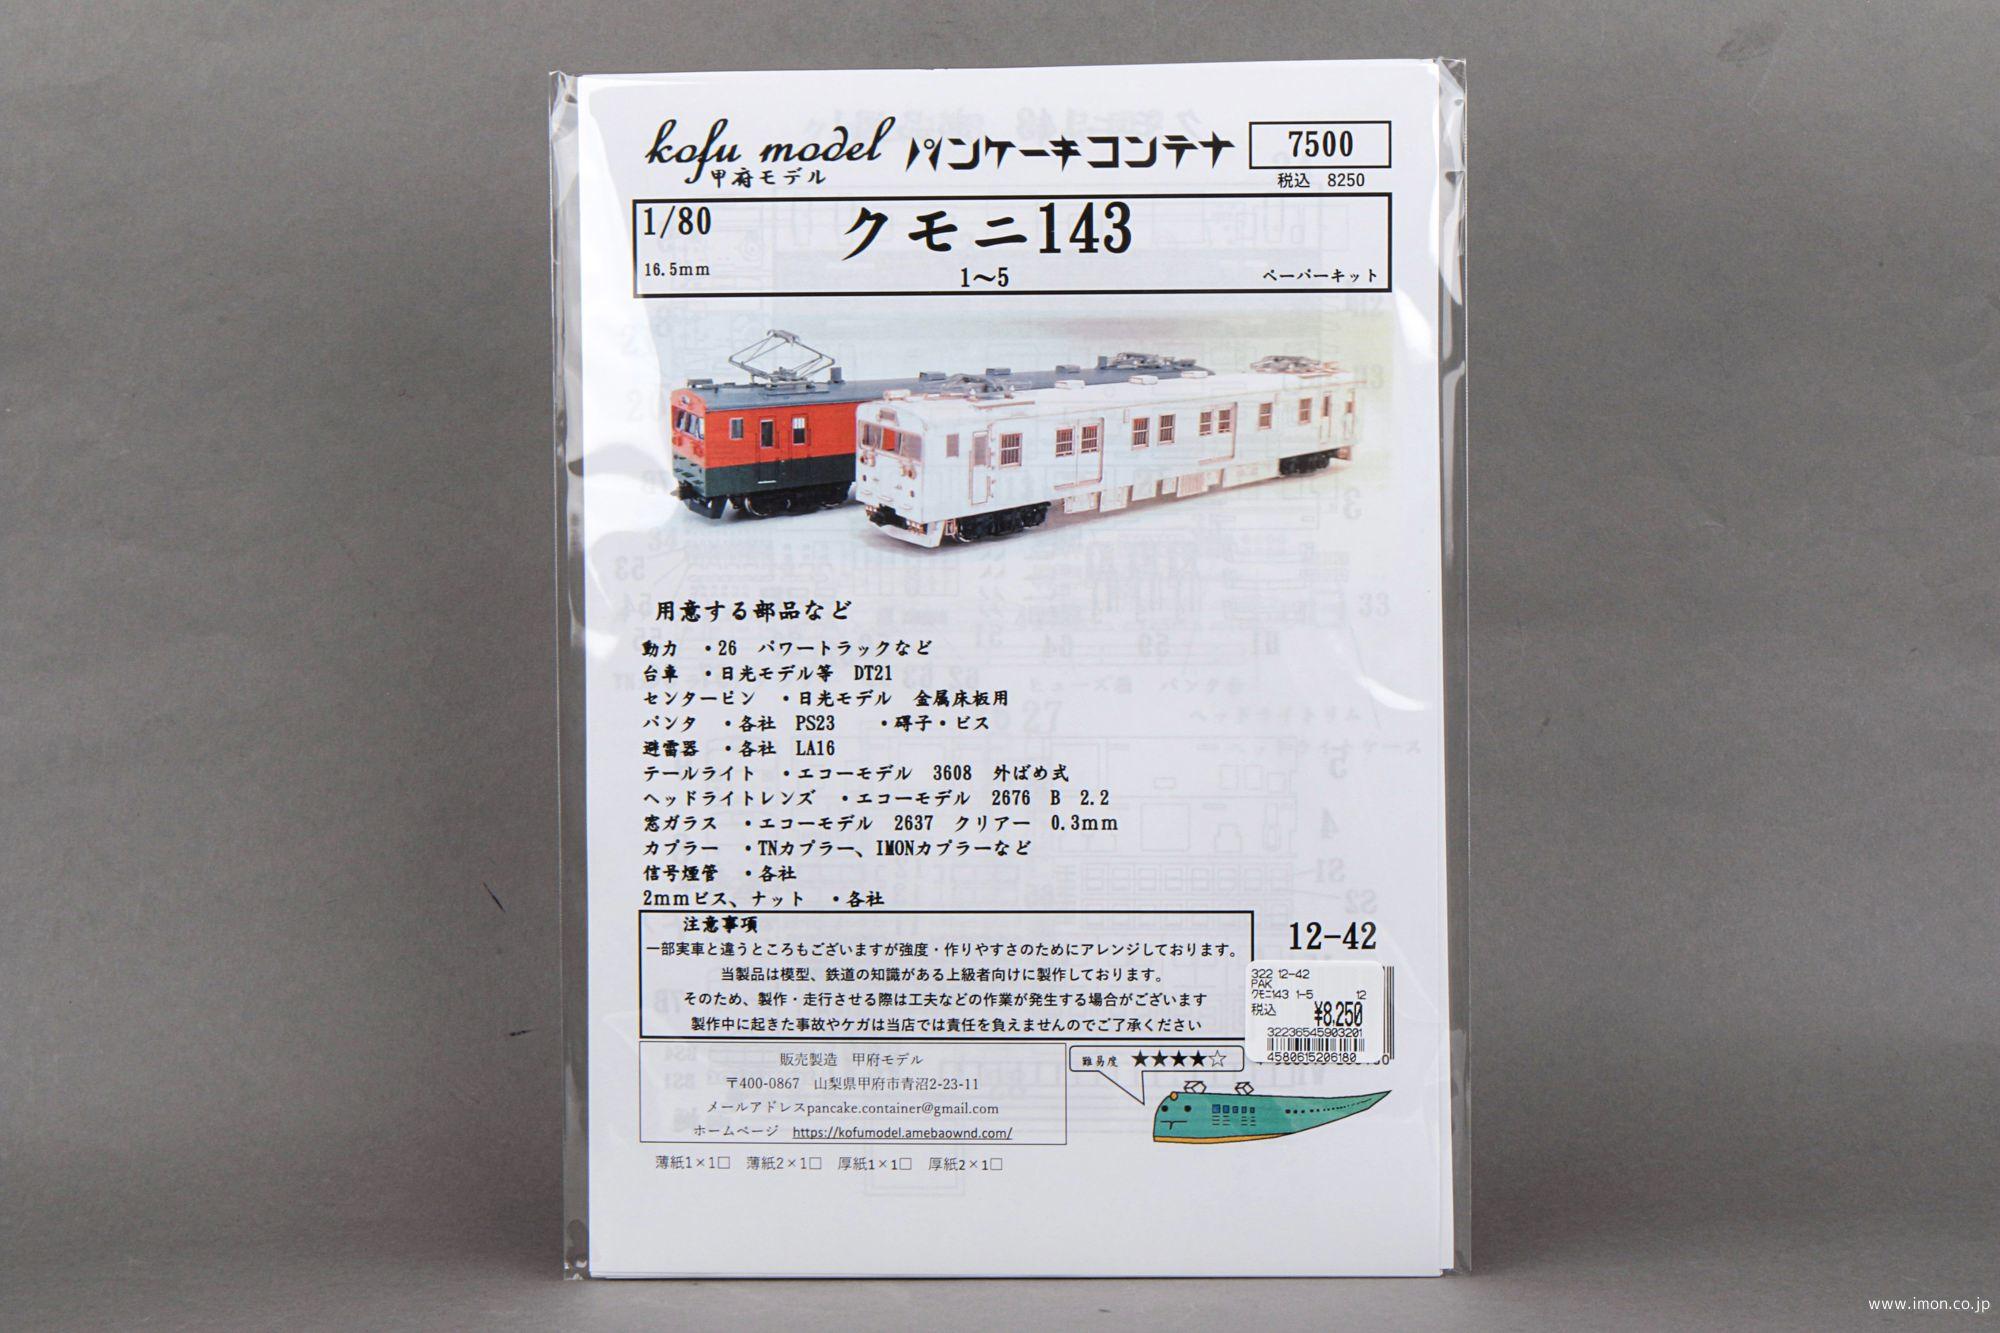 kofu model パンケーキコンテナ 7500
甲府モデル
税込 8250
1/80 クモニ143
16.5mm
1～5
ペーパーキット
用意する部品など
動力 ・26 パワートラックなど
台車 ・日光モデル等 DT21
センターピン ・日光モデル 金属床板用
パンタ ・各社 PS23 ・碍子・ビス
避雷器 ・各社 LA16
テールライト ・エコーモデル 3608 外ばめ式
ヘッドライトレンズ ・エコーモデル 2676 B 2.2
窓ガラス ・エコーモデル 2637 クリアー 0.3mm
カプラー ・TNカプラー、IMONカプラーなど
信号煙管 ・各社
2mmビス、ナット ・各社
注意事項
一部実車と違うところもございますが強度・作りやすさのためにアレンジしております。
当製品は模型、鉄道の知識がある上級者向けに製作しております。
そのため、製作・走行させる際は工夫などの作業が発生する場合がございます
製作中に起きた事故やケガは当店では責任を負えませんのでご了承ください
12-42
322 12-42
PAK
クモニ143 1-5 12
税込 ¥8,250
32236545903201
4580615206180
販売製造 甲府モデル
〒400-0867 山梨県甲府市青沼2-23-11
メールアドレスpancake.container@gmail.com
ホームページ https://kofumodel.amebaownd.com/
難易度 ★★★★☆
薄紙1×1□ 薄紙2×1□ 厚紙1×1□ 厚紙2×1□
www.imon.co.jp